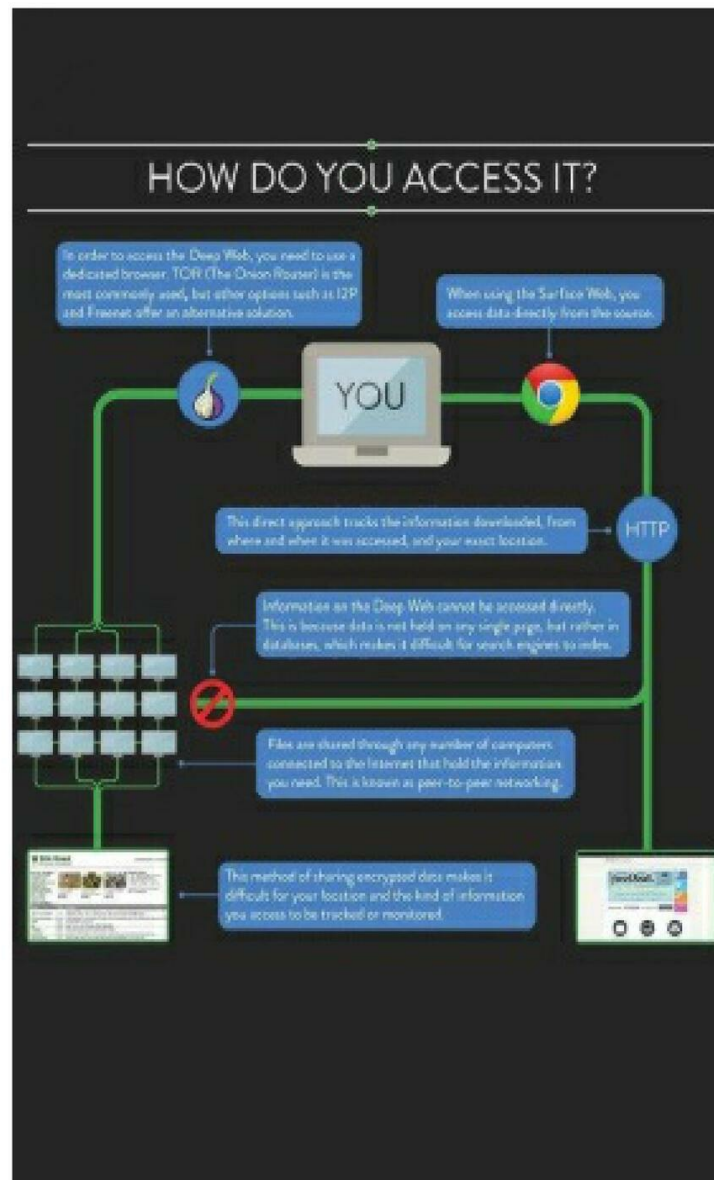 HOW DO YOU ACCESS IT?
In order to access the Deep Web, you need to use a
dedicated browser. TOR (The Onion Router) is the
most commonly used, but other options such as I2P
and Freenet offer an alternative solution.
When using the Surface Web, you
access data directly from the source.
YOU
This direct approach tracks the information downloaded, from
where and when it was accessed, and your exact location.
HTTP
Information on the Deep Web cannot be accessed directly.
This is because data is not held on any single page, but rather in
databases, which makes it difficult for search engines to index.
Files are shared through any number of computers
connected to the Internet that hold the information
you need. This is known as peer-to-peer networking.
This method of sharing encrypted data makes it
difficult for your location and the kind of information
you access to be tracked or monitored.